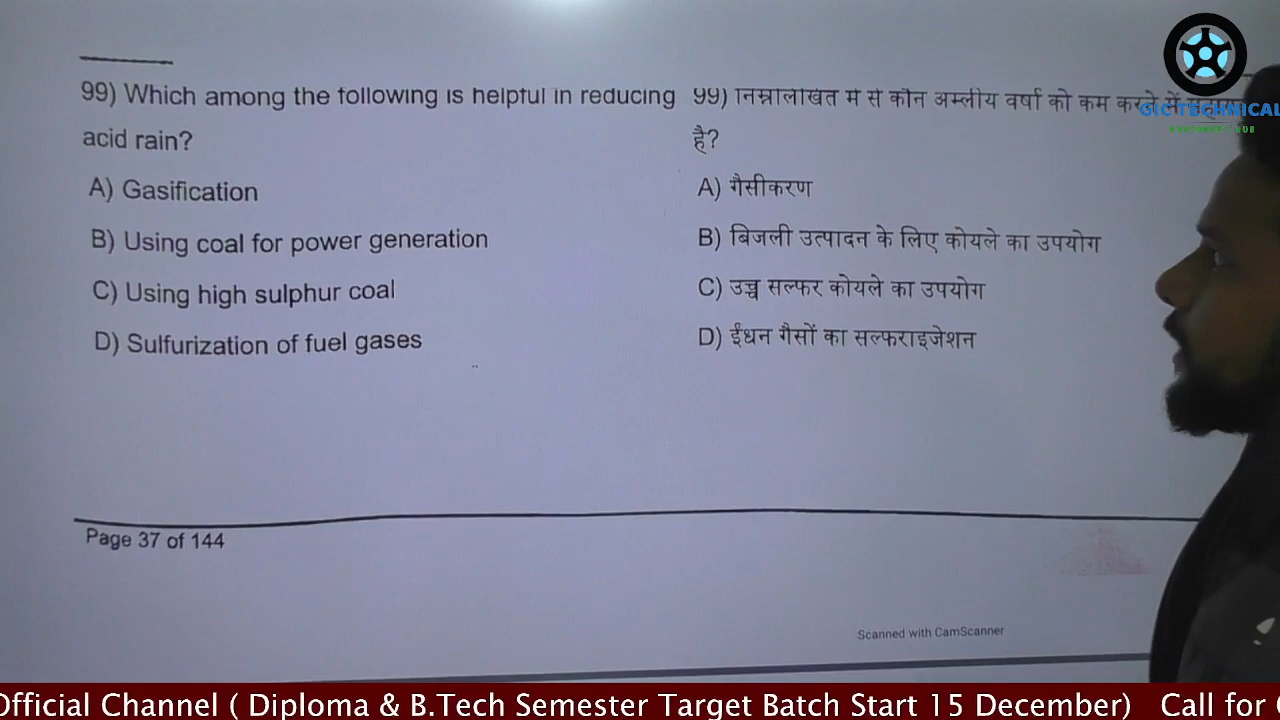 99) Which among the following is helpful in reducing
acid rain?
A) Gasification
B) Using coal for power generation
C) Using high sulphur coal
D) Sulfurization of fuel gases
99) निम्नलिखित में से कौन अम्लीय वर्षा को कम करने में
है?
A) गैसीकरण
B) बिजली उत्पादन के लिए कोयले का उपयोग
C) उच्च सल्फर कोयले का उपयोग
D) ईंधन गैसों का सल्फराइजेशन
GIC TECHNICAL
Page 37 of 144
Scanned with CamScanner
Official Channel ( Diploma & B.Tech Semester Target Batch Start 15 December) Call for